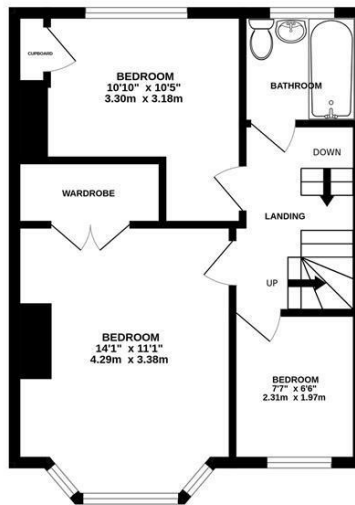 CUPBOARD
BEDROOM
10'10" x 10'5"
3.30m x 3.18m
BATHROOM
DOWN
WARDROBE
LANDING
UP
BEDROOM
14'1" x 11'1"
4.29m x 3.38m
BEDROOM
7'7" x 6'6"
2.31m x 1.97m